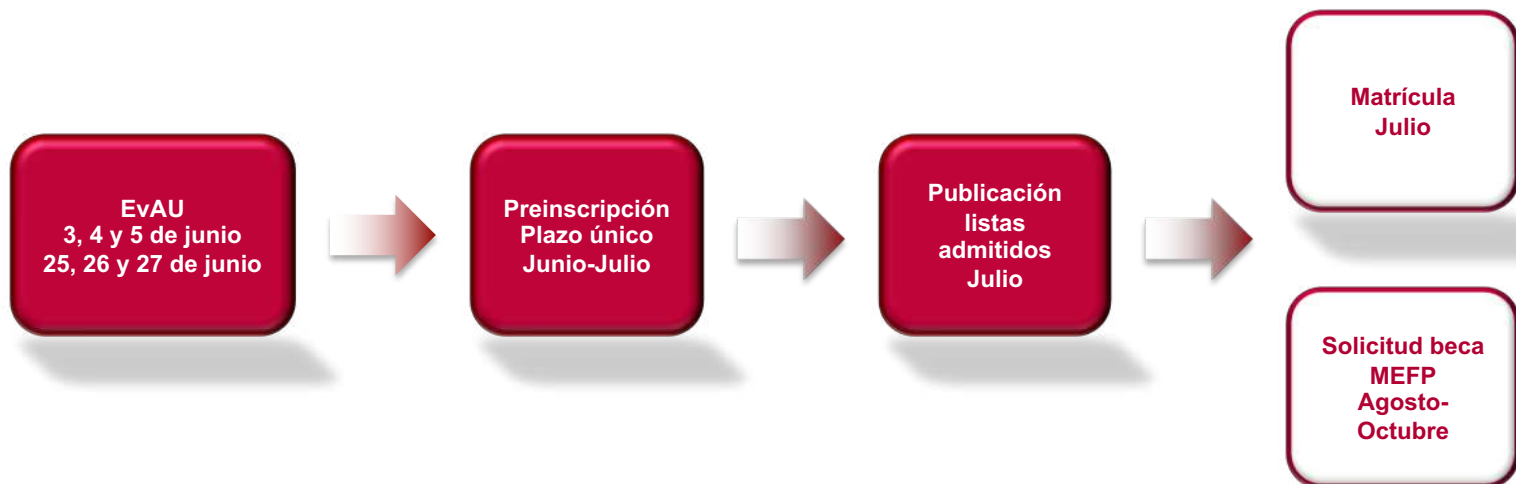 EvAU
3, 4 y 5 de junio
25, 26 y 27 de junio
Preinscripción
Plazo único
Junio-Julio
Publicación
listas
admitidos
Julio
Matrícula
Julio
Solicitud beca
MEFP
Agosto-
Octubre